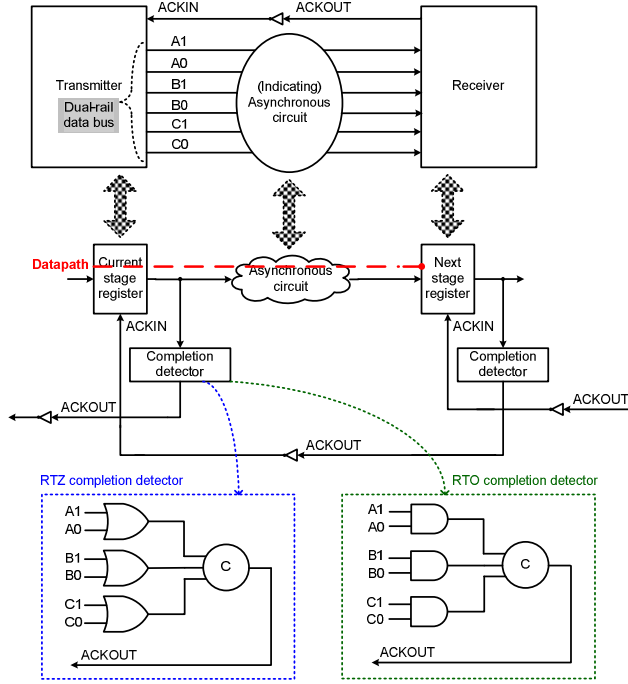 ACKIN
ACKOUT
A1
A0
B1
B0
C1
C0
Transmitter
Dual-rail
data bus
(Indicating)
Asynchronous
circuit
Receiver
Datapath
Current
stage
register
Asynchronous
circuit
Next
stage
register
ACKIN
ACKIN
Completion
detector
Completion
detector
ACKOUT
ACKOUT
ACKOUT
RTZ completion detector
RTO completion detector
A1
A0
B1
B0
C1
C0
C
ACKOUT
A1
A0
B1
B0
C1
C0
C
ACKOUT